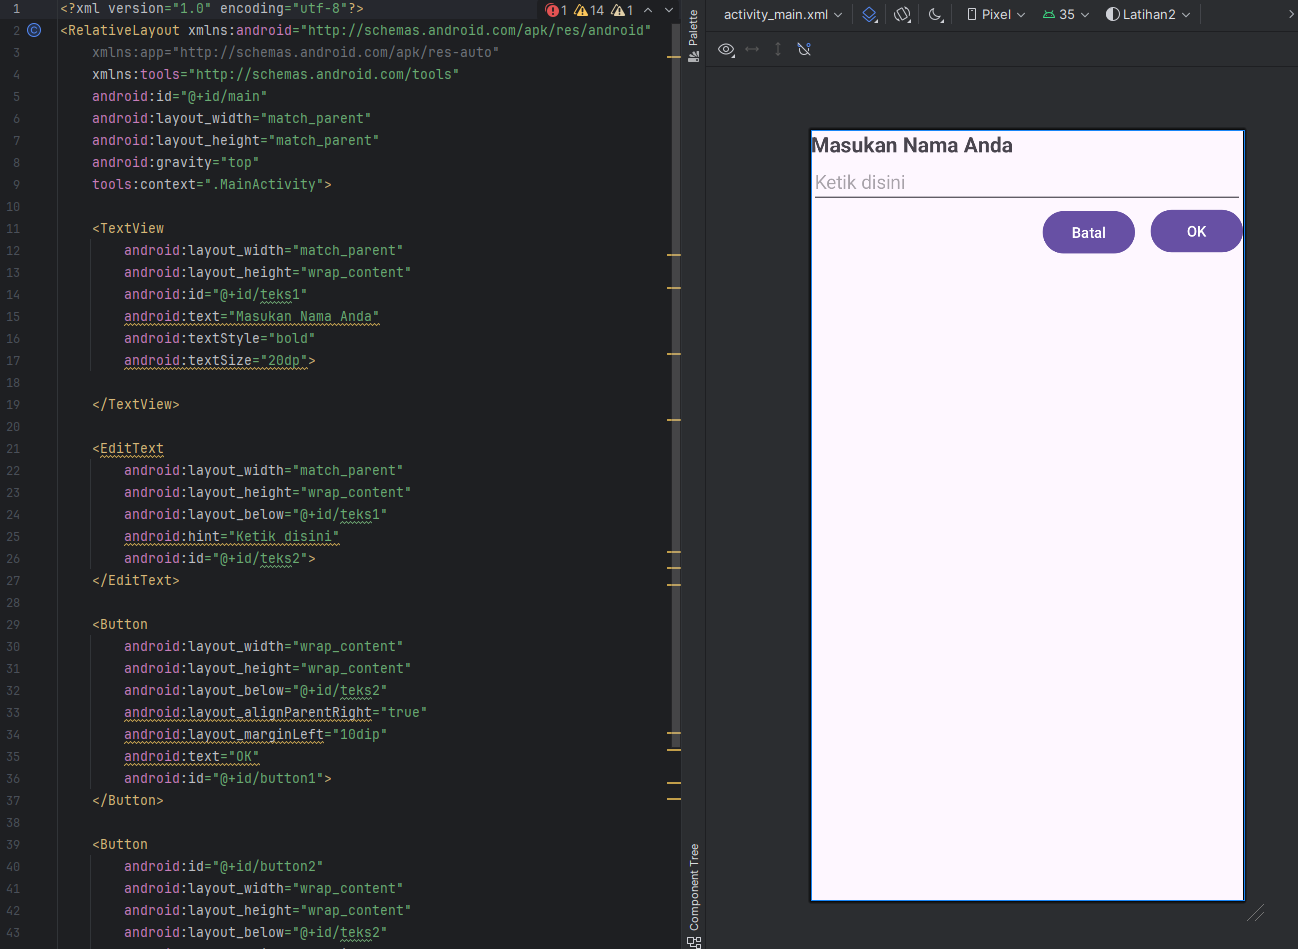 1 <?xml version="1.0" encoding="utf-8"?> 1 14 1
2 <RelativeLayout xmlns:android="http://schemas.android.com/apk/res/android"
3 xmlns:app="http://schemas.android.com/apk/res-auto"
4 xmlns:tools="http://schemas.android.com/tools"
5 android:id="@+id/main"
6 android:layout_width="match_parent"
7 android:layout_height="match_parent"
8 android:gravity="top"
9 tools:context=".MainActivity">
10
11 <TextView
12 android:layout_width="match_parent"
13 android:layout_height="wrap_content"
14 android:id="@+id/teks1"
15 android:text="Masukan Nama Anda"
16 android:textStyle="bold"
17 android:textSize="20dp">
18
19 </TextView>
20
21 <EditText
22 android:layout_width="match_parent"
23 android:layout_height="wrap_content"
24 android:layout_below="@+id/teks1"
25 android:hint="Ketik disini"
26 android:id="@+id/teks2">
27 </EditText>
28
29 <Button
30 android:layout_width="wrap_content"
31 android:layout_height="wrap_content"
32 android:layout_below="@+id/teks2"
33 android:layout_alignParentRight="true"
34 android:layout_marginLeft="10dip"
35 android:text="OK"
36 android:id="@+id/button1">
37 </Button>
38
39 <Button
40 android:id="@+id/button2"
41 android:layout_width="wrap_content"
42 android:layout_height="wrap_content"
43 android:layout_below="@+id/teks2"
Palette
Component Tree
activity_main.xml Pixel 35 Latihan2
Masukan Nama Anda
Ketik disini
Batal OK